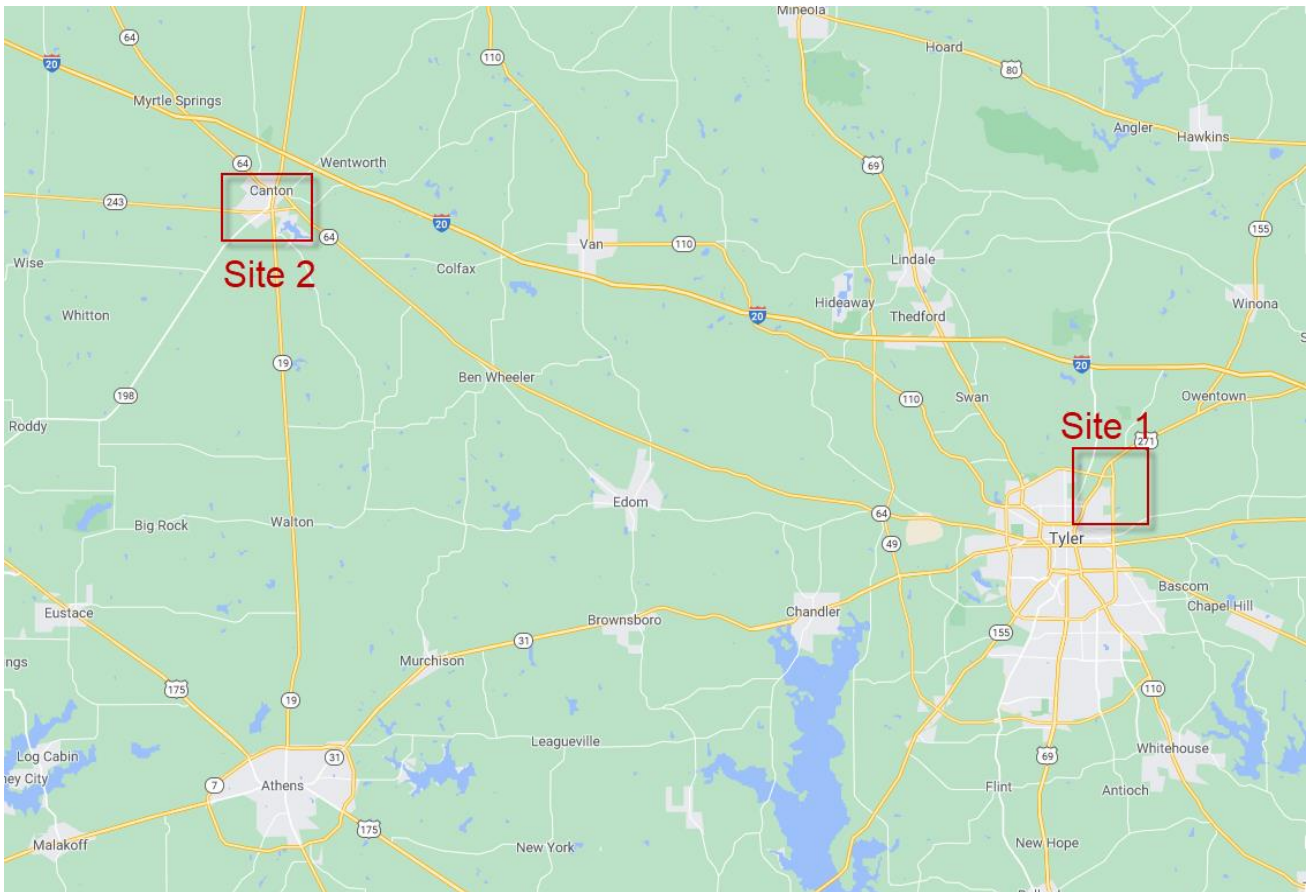 Mineola
64
Hoard
110
20
80
Myrtle Springs
Angler
Hawkins
64
Wentworth
69
Canton
243
20
155
64
Van
110
Wise
Site 2
Colfax
Lindale
Hideaway
Winona
Whitton
20
Thedford
S
19
20
Ben Wheeler
198
110
Swan
Owentown
Roddy
Site 1
271
Edom
64
Big Rock
Walton
49
Tyler
Bascom
Eustace
Chandler
Chapel Hill
Brownsboro
31
155
ngs
Murchison
175
110
19
Leagueville
Log Cabin
31
69
Whitehouse
ney City
7
Athens
Flint
Antioch
175
Malakoff
New York
New Hope